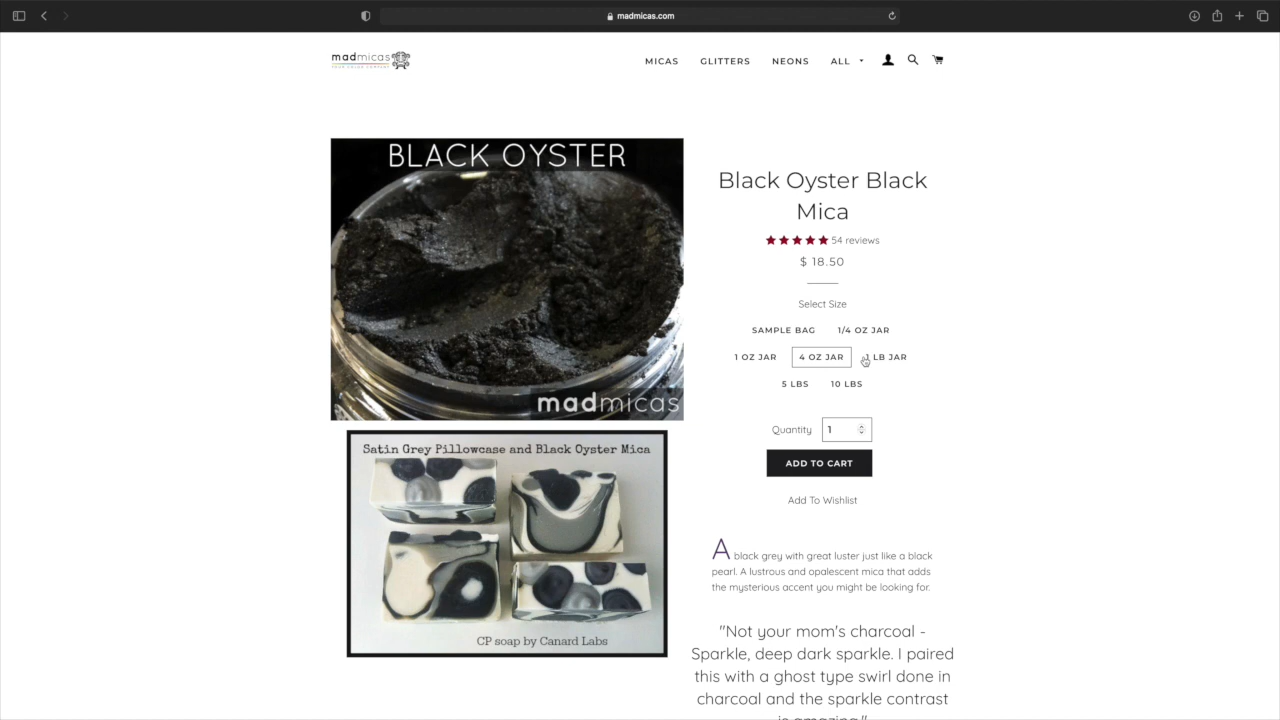 madmicas.com
madmicas
MICAS
GLITTERS
NEONS
ALL
BLACK OYSTER
madmicas
Satin Grey Pillowcase and Black Oyster Mica
CP soap by Canard Labs
Black Oyster Black
Mica
54 reviews
$ 18.50
Select Size
SAMPLE BAG
1/4 OZ JAR
1 OZ JAR
4 OZ JAR
1 LB JAR
5 LBS
10 LBS
Quantity
1
ADD TO CART
Add To Wishlist
A black grey with great luster just like a black
pearl. A lustrous and opalescent mica that adds
the mysterious accent you might be looking for.
"Not your mom's charcoal -
Sparkle, deep dark sparkle. I paired
this with a ghost type swirl done in
charcoal and the sparkle contrast
is amazing."